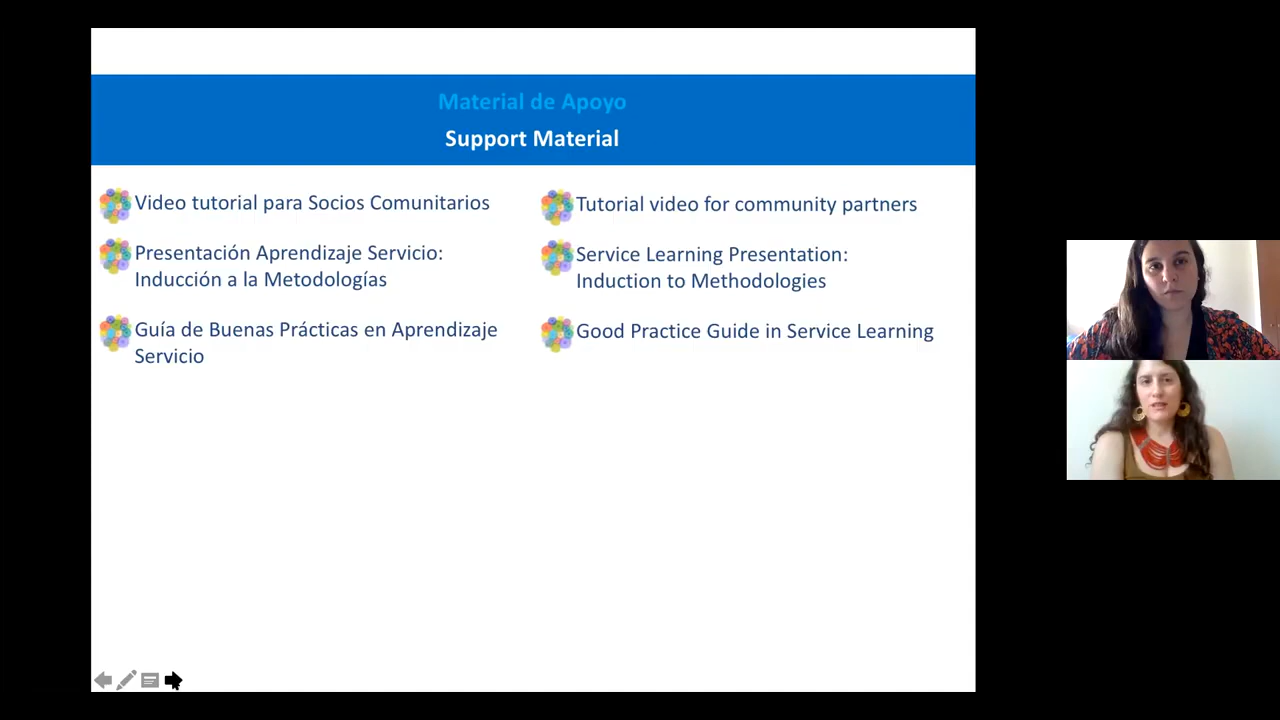 Material de Apoyo
Support Material
Video tutorial para Socios Comunitarios
Presentación Aprendizaje Servicio:
Inducción a la Metodologías
Guía de Buenas Prácticas en Aprendizaje
Servicio
Tutorial video for community partners
Service Learning Presentation:
Induction to Methodologies
Good Practice Guide in Service Learning